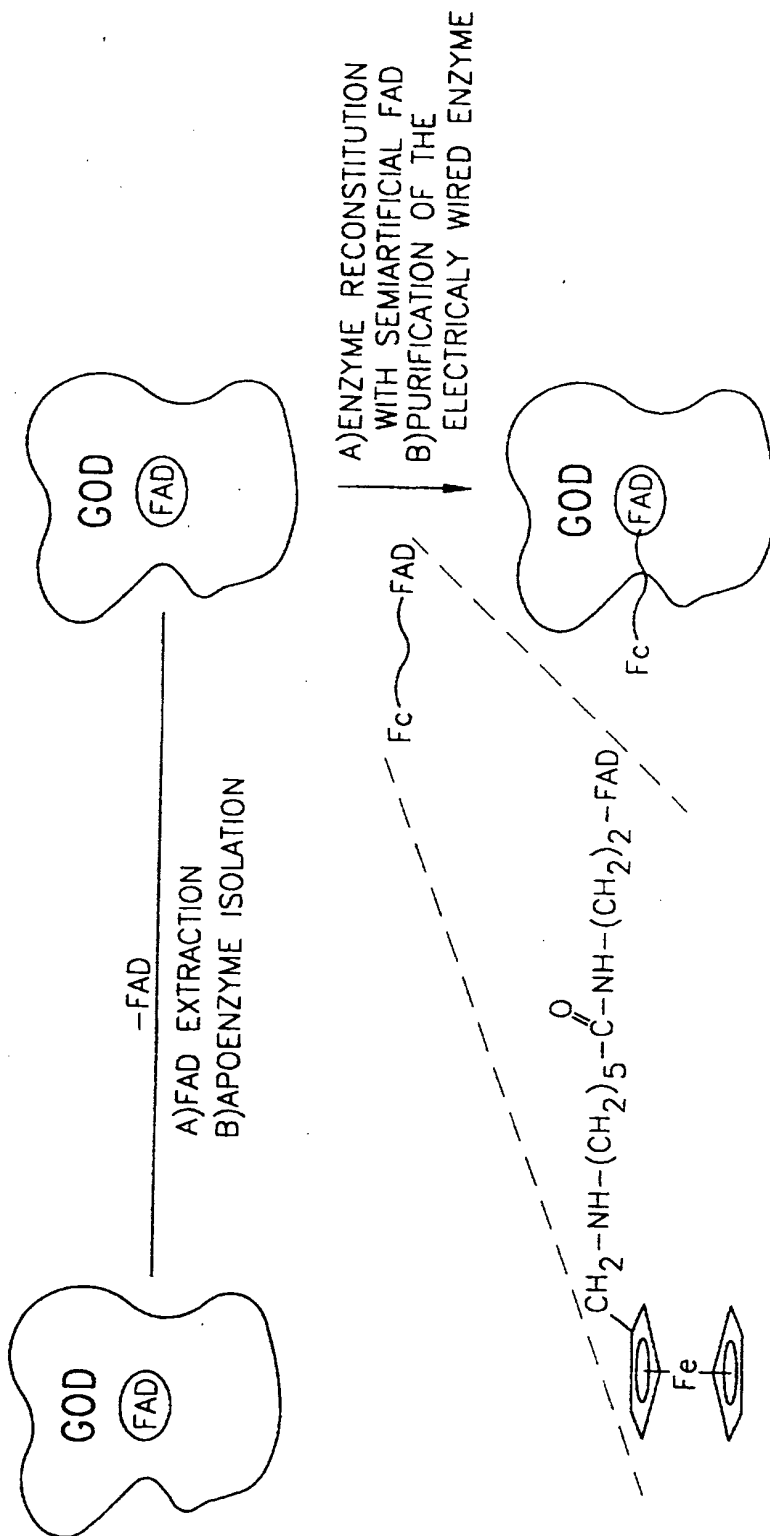 GOD
FAD
-FAD
A)FAD EXTRACTION
B)APOENZYME ISOLATION
GOD
FAD
A)ENZYME RECONSTITUTION
WITH SEMIARTIFICIAL FAD
B)PURIFICATION OF THE
ELECTRICALY WIRED ENZYME
Fc FAD
CH2-NH-(CH2)5-C-NH-(CH2)2-FAD
O
Fe
GOD
Fc FAD